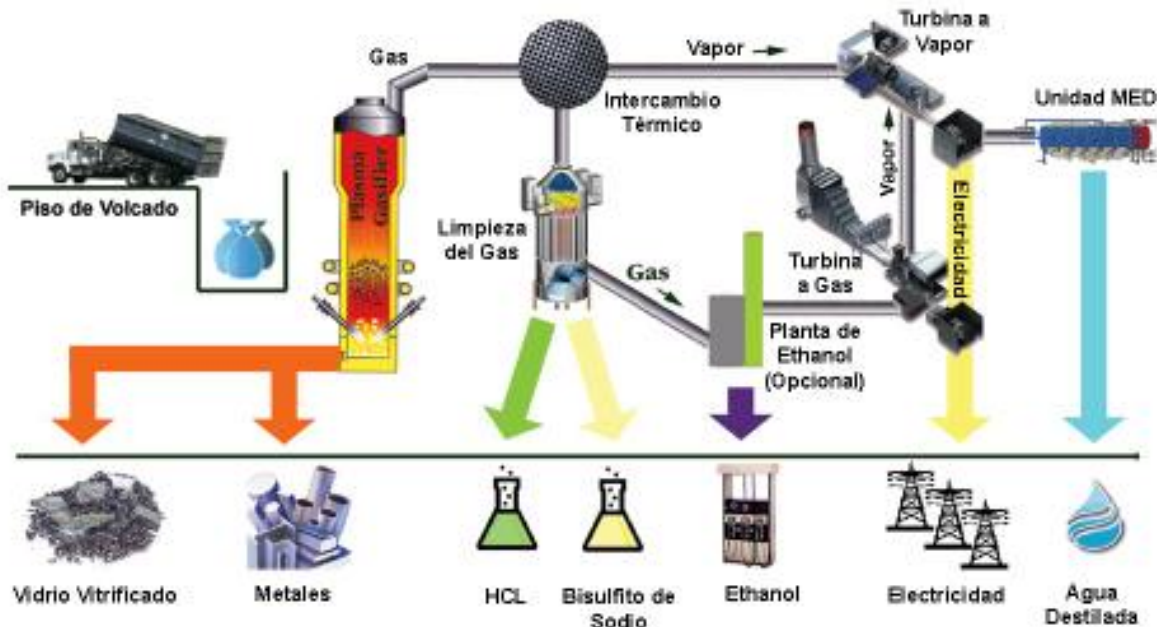 Turbina a
Vapor
Gas
Vapor
Intercambio
Térmico
Unidad MED
Piso de Volcado
Plasma
Gasifier
Limpieza
del Gas
Vapor
Electricidad
Gas
Turbina
a Gas
Planta de
Ethanol
(Opcional)
Vidrio Vitrificado
Metales
HCL
Bisulfito de
Sodio
Ethanol
Electricidad
Agua
Destilada